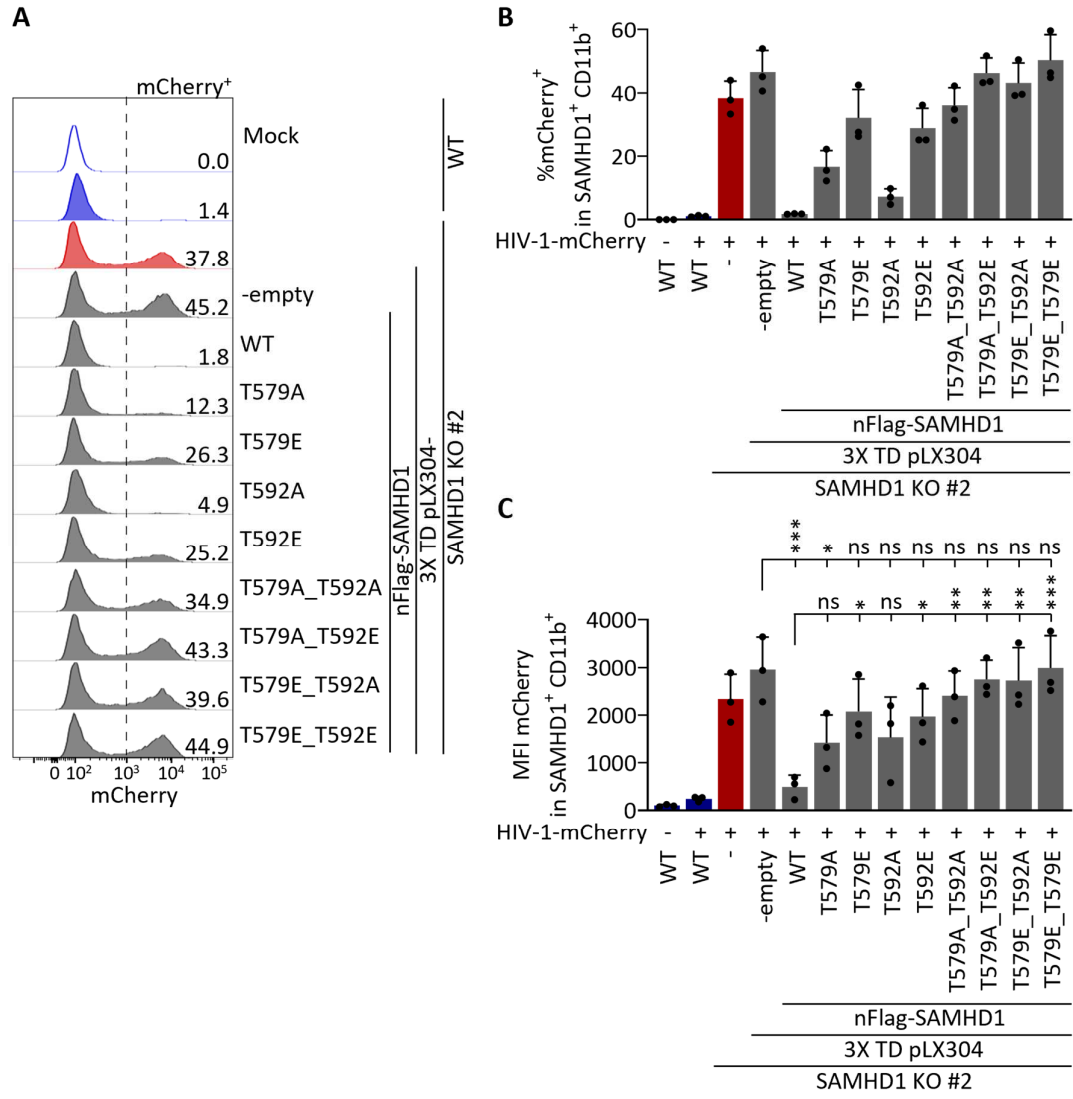 A
mCherry+
Mock
0.0
1.4
37.8
-empty
45.2
WT
1.8
T579A
12.3
T579E
26.3
T592A
4.9
T592E
25.2
T579A_T592A
34.9
T579A_T592E
43.3
T579E_T592A
39.6
T579E_T592E
44.9
0 10² 10³ 10⁴ 10⁵
mCherry
WT
nFlag-SAMHD1
3X TD pLX304-
SAMHD1 KO #2
B
%mCherry+
in SAMHD1+ CD11b+
60
40
20
0
HIV-1-mCherry - + + + + + + + + + + + +
WT
WT
-
-empty
WT
T579A
T579E
T592A
T592E
T579A_T592A
T579A_T592E
T579E_T592A
T579E_T592E
nFlag-SAMHD1
3X TD pLX304
SAMHD1 KO #2
C
*** * ns ns ns ns ns ns ns
ns * ns * ** ** ** ***
MFI mCherry
in SAMHD1+ CD11b+
4000
3000
2000
1000
0
HIV-1-mCherry - + + + + + + + + + + + +
WT
WT
-
-empty
WT
T579A
T579E
T592A
T592E
T579A_T592A
T579A_T592E
T579E_T592A
T579E_T592E
nFlag-SAMHD1
3X TD pLX304
SAMHD1 KO #2